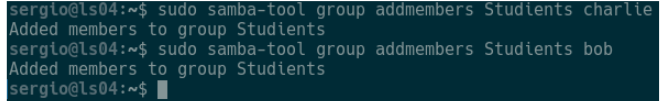 sergio@ls04:~$ sudo samba-tool group addmembers Studients charlie
Added members to group Studients
sergio@ls04:~$ sudo samba-tool group addmembers Studients bob
Added members to group Studients
sergio@ls04:~$